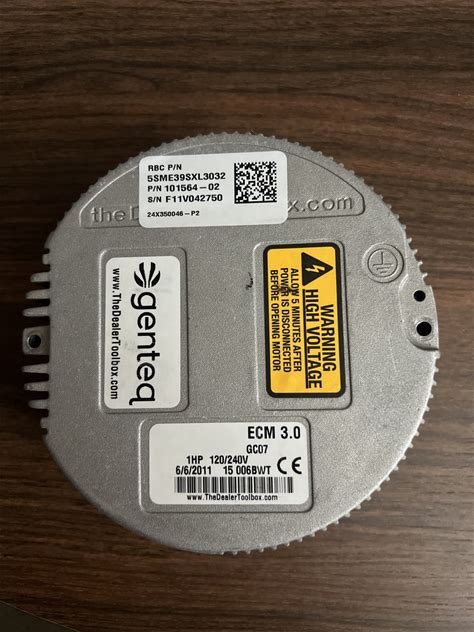 RBC P/N
5SME39SXL3032
P/N 101564-02
S/N F11V042750
24X350046-P2
theDealerToolbox.com
genteq
www.TheDealerToolbox.com
WARNING
HIGH VOLTAGE
ALLOW 5 MINUTES AFTER
POWER IS DISCONNECTED
BEFORE OPENING MOTOR
ECM 3.0
GC07
1HP 120/240V
6/6/2011 15 006BWT CE
www.TheDealerToolbox.com